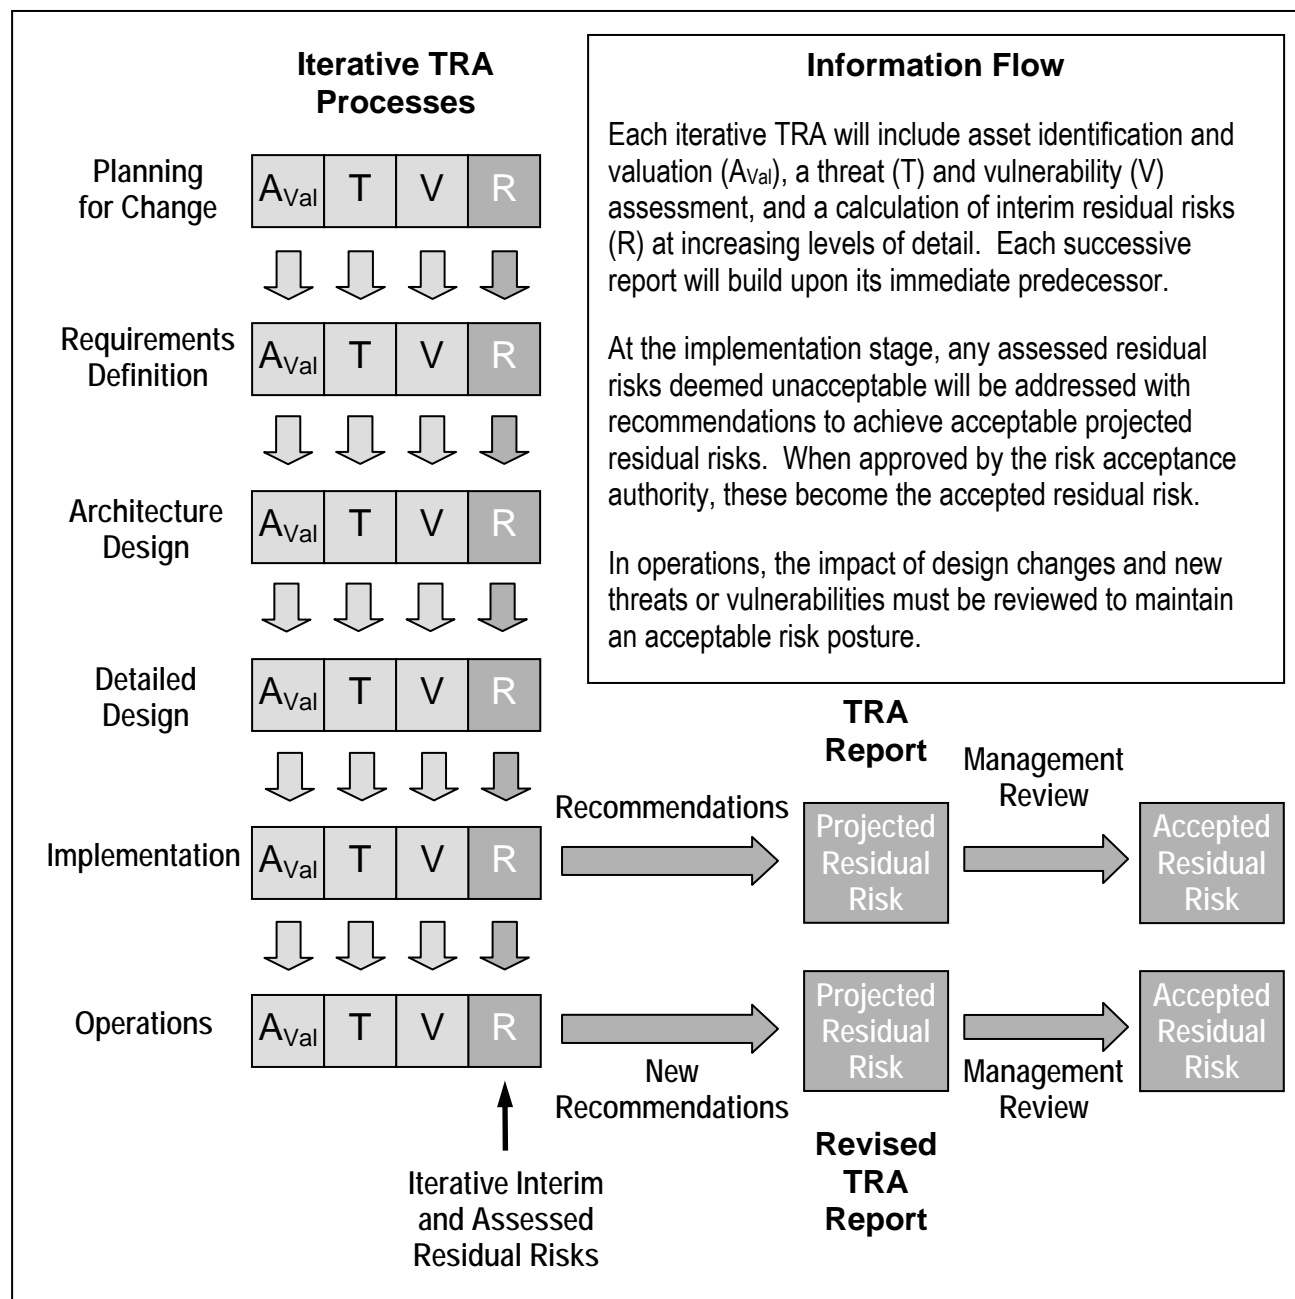 Iterative TRA
Processes
Information Flow
Each iterative TRA will include asset identification and
valuation (AVal), a threat (T) and vulnerability (V)
assessment, and a calculation of interim residual risks
(R) at increasing levels of detail.  Each successive
report will build upon its immediate predecessor.
At the implementation stage, any assessed residual
risks deemed unacceptable will be addressed with
recommendations to achieve acceptable projected
residual risks.  When approved by the risk acceptance
authority, these become the accepted residual risk.
In operations, the impact of design changes and new
threats or vulnerabilities must be reviewed to maintain
an acceptable risk posture.
Planning
for Change
AVal T V R
Requirements
Definition
AVal T V R
Architecture
Design
AVal T V R
Detailed
Design
AVal T V R
Implementation
AVal T V R
Recommendations
TRA
Report
Projected
Residual
Risk
Management
Review
Accepted
Residual
Risk
Operations
AVal T V R
New
Recommendations
Projected
Residual
Risk
Revised
TRA
Report
Management
Review
Accepted
Residual
Risk
Iterative Interim
and Assessed
Residual Risks